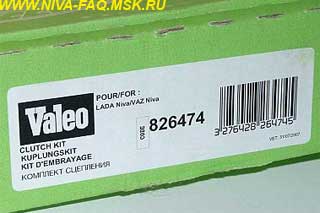 WWW.NIVA-FAQ.MSK.RU
Valeo
POUR/FOR :
LADA Niva/VAZ Niva
826474
CLUTCH KIT
KUPLUNGSKIT
KIT D'EMBRAYAGE
КОМПЛЕКТ СЦЕПЛЕНИЯ
3 276428 264745